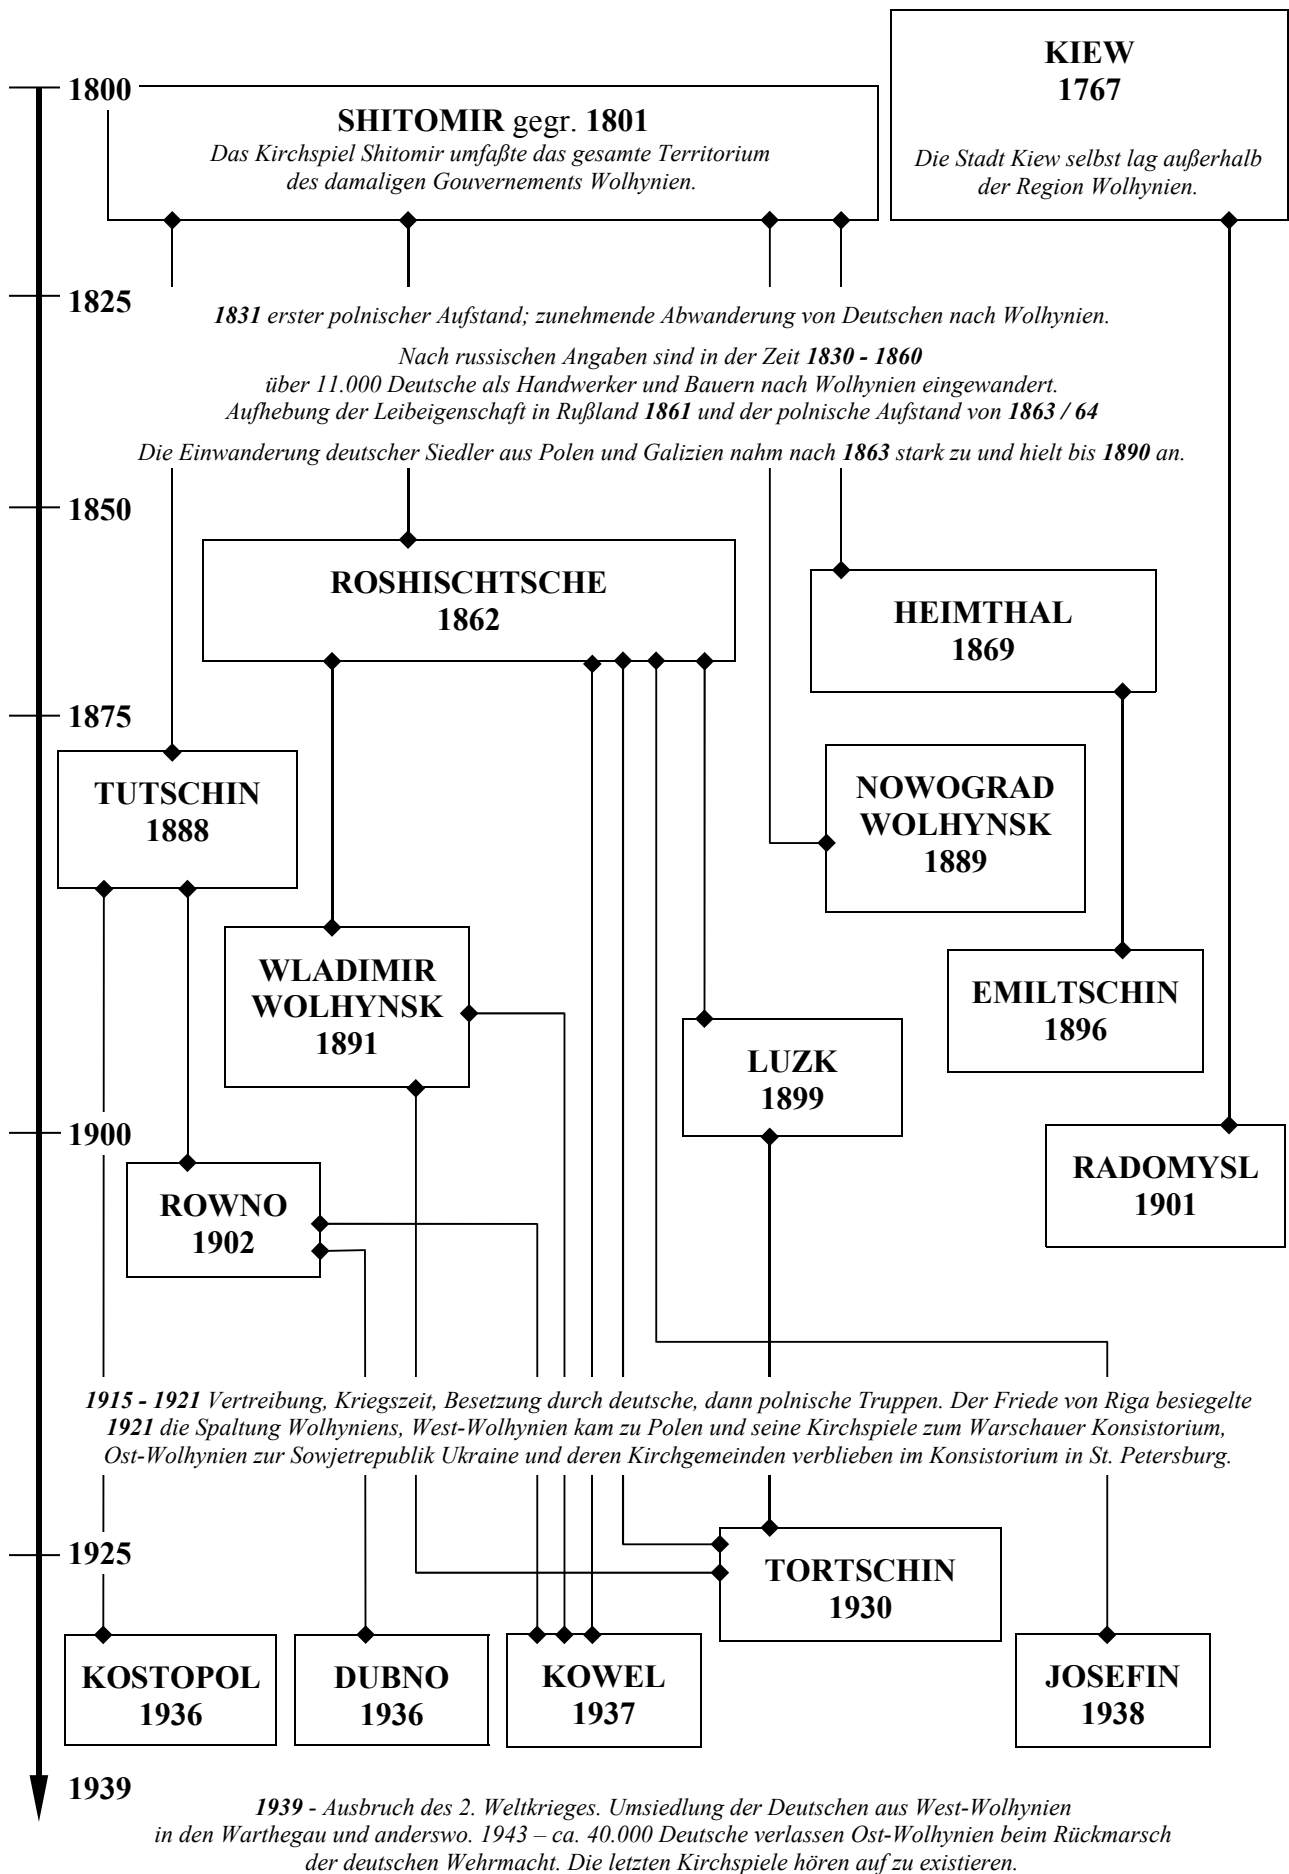 KIEW
1767
Die Stadt Kiew selbst lag außerhalb
der Region Wolhynien.
1800
SHITOMIR gegr. 1801
Das Kirchspiel Shitomir umfaßte das gesamte Territorium
des damaligen Gouvernements Wolhynien.
1825
1831 erster polnischer Aufstand; zunehmende Abwanderung von Deutschen nach Wolhynien.
Nach russischen Angaben sind in der Zeit 1830 - 1860
über 11.000 Deutsche als Handwerker und Bauern nach Wolhynien eingewandert.
Aufhebung der Leibeigenschaft in Rußland 1861 und der polnische Aufstand von 1863 / 64
Die Einwanderung deutscher Siedler aus Polen und Galizien nahm nach 1863 stark zu und hielt bis 1890 an.
1850
ROSHISCHTSCHE
1862
HEIMTHAL
1869
1875
TUTSCHIN
1888
NOWOGRAD
WOLHYNSK
1889
WLADIMIR
WOLHYNSK
1891
EMILTSCHIN
1896
LUZK
1899
1900
RADOMYSL
1901
ROWNO
1902
1915 - 1921 Vertreibung, Kriegszeit, Besetzung durch deutsche, dann polnische Truppen. Der Friede von Riga besiegelte
1921 die Spaltung Wolhyniens, West-Wolhynien kam zu Polen und seine Kirchspiele zum Warschauer Konsistorium,
Ost-Wolhynien zur Sowjetrepublik Ukraine und deren Kirchgemeinden verblieben im Konsistorium in St. Petersburg.
1925
TORTSCHIN
1930
KOSTOPOL
1936
DUBNO
1936
KOWEL
1937
JOSEFIN
1938
1939
1939 - Ausbruch des 2. Weltkrieges. Umsiedlung der Deutschen aus West-Wolhynien
in den Warthegau und anderswo. 1943 – ca. 40.000 Deutsche verlassen Ost-Wolhynien beim Rückmarsch
der deutschen Wehrmacht. Die letzten Kirchspiele hören auf zu existieren.